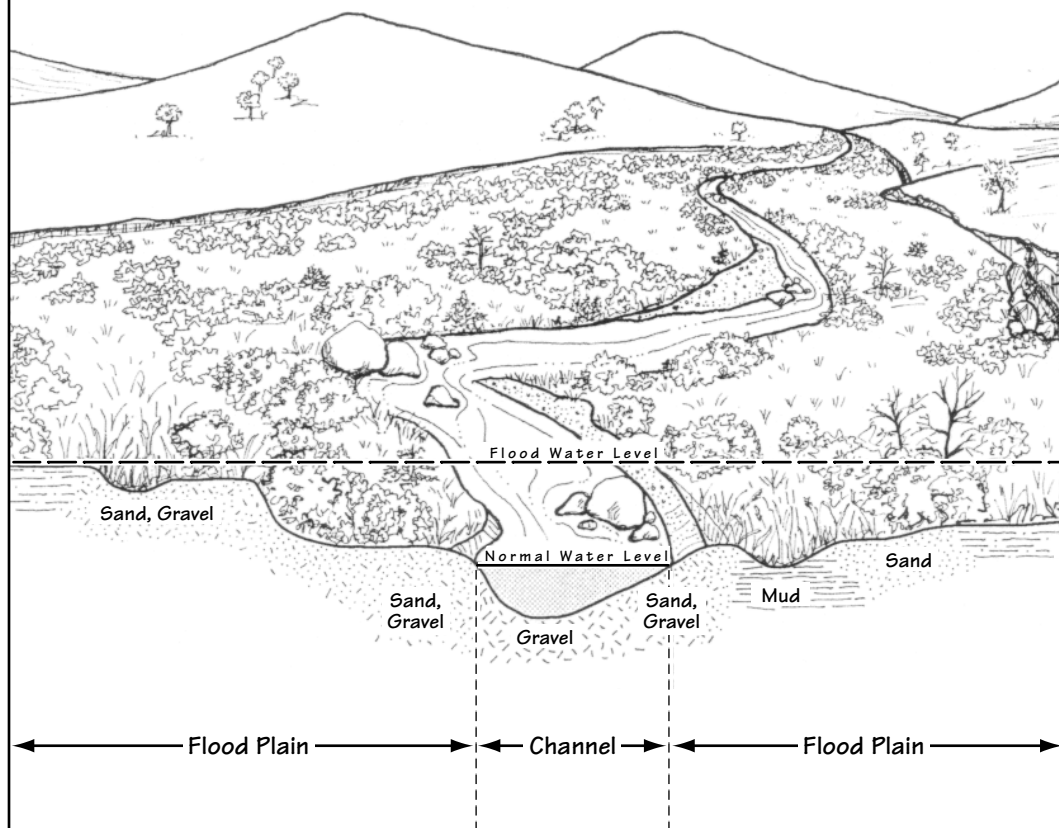 Flood Water Level
Sand, Gravel
Normal Water Level
Sand
Mud
Sand,
Gravel
Sand,
Gravel
Gravel
Flood Plain
Channel
Flood Plain